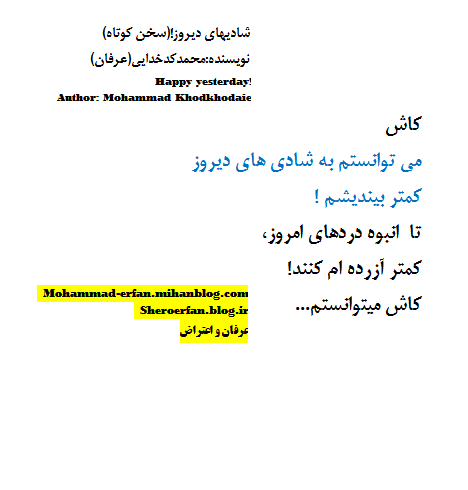 شادیهای دیروز!(سخن کوتاه)
نویسنده:محمدکدخدایی(عرفان)
Happy yesterday!
Author: Mohammad Khodkhodaie
کاش
می توانستم به شادی های دیروز
کمتر بیندیشم !
تا انبوه دردهای امروز،
کمتر آزرده ام کنند!
کاش میتوانستم...
Mohammad-erfan.mihanblog.com
Sheroerfan.blog.ir
عرفان و اعتراض